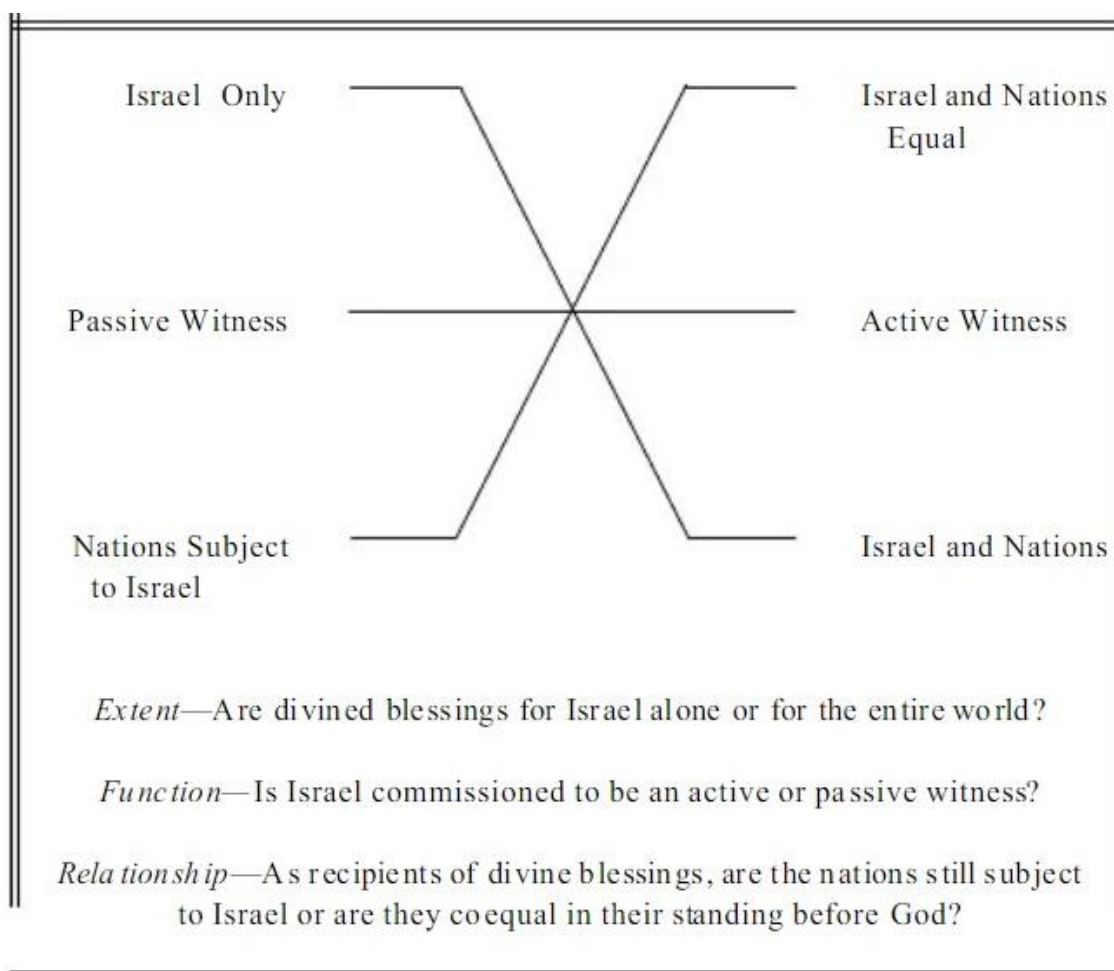 Israel Only
Israel and Nations
Equal
Passive Witness
Active Witness
Nations Subject
to Israel
Israel and Nations
Extent—Are divined blessings for Israel alone or for the entire world?
Function—Is Israel commissioned to be an active or passive witness?
Relationship—As recipients of divine blessings, are the nations still subject
to Israel or are they coequal in their standing before God?